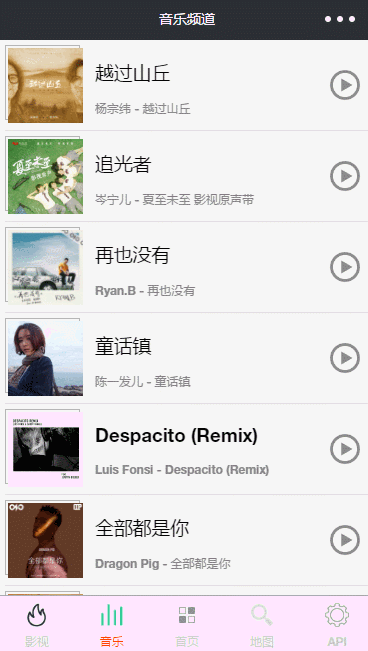 音乐频道
越过山丘
杨宗纬 - 越过山丘
追光者
岑宁儿 - 夏至未至 影视原声带
再也没有
Ryan.B - 再也没有
童话镇
陈一发儿 - 童话镇
Despacito (Remix)
Luis Fonsi - Despacito (Remix)
全部都是你
Dragon Pig - 全部都是你
影视
音乐
首页
地图
API